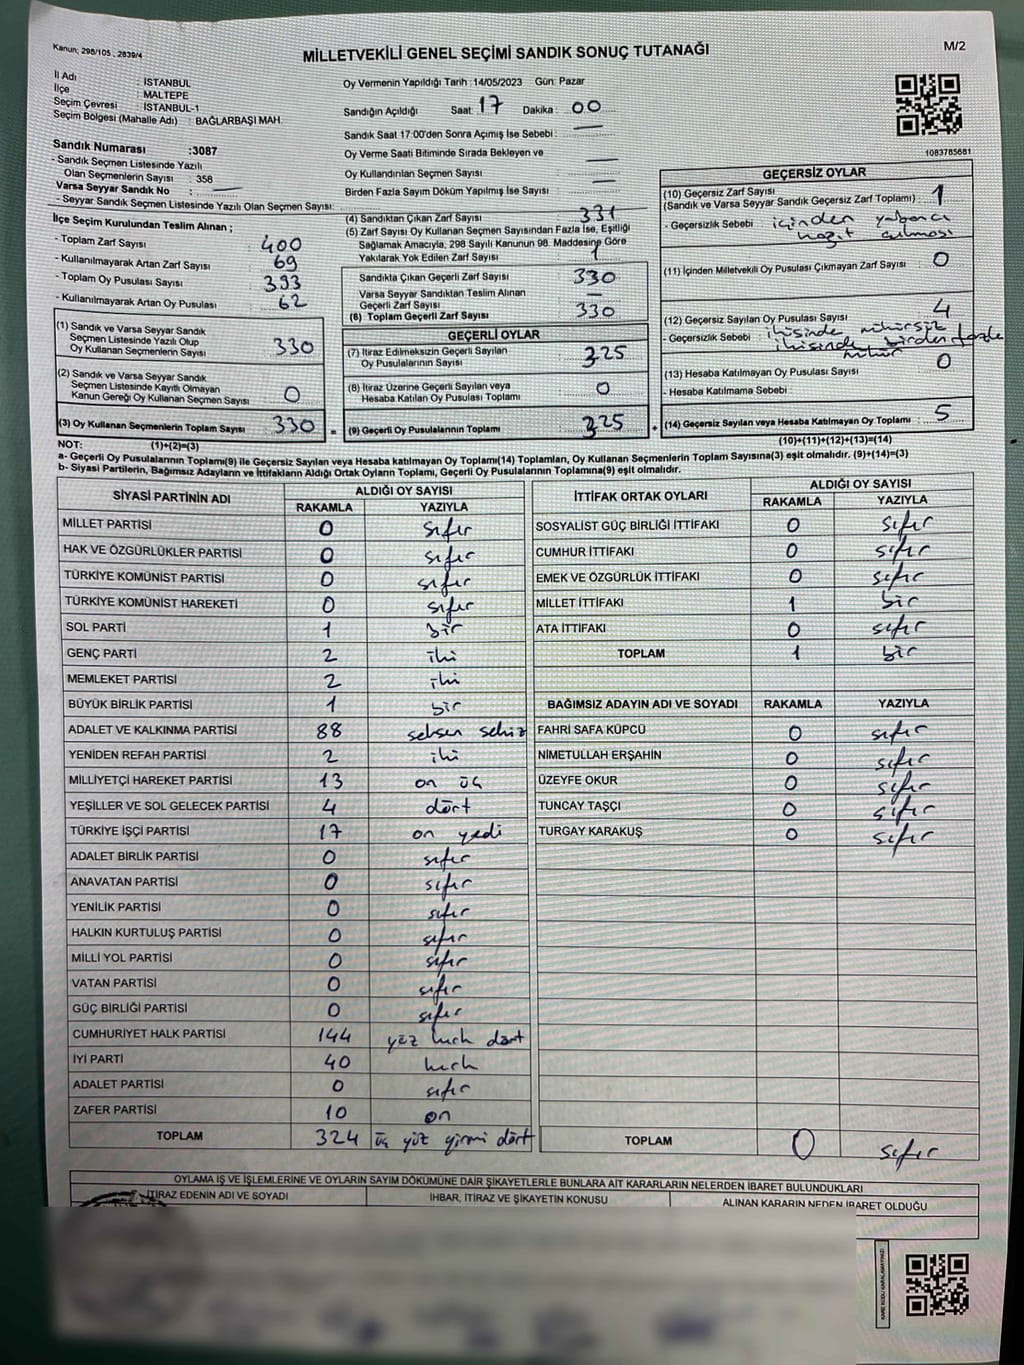 Kanun; 298/105 , 2839/4
MİLLETVEKİLİ GENEL SEÇİMİ SANDIK SONUÇ TUTANAĞI
M/2
İl Adı : İSTANBUL
İlçe : MALTEPE
Seçim Çevresi : İSTANBUL-1
Seçim Bölgesi (Mahalle Adı) : BAĞLARBAŞI MAH.
Oy Vermenin Yapıldığı Tarih :14/05/2023 Gün: Pazar
Sandığın Açıldığı Saat: 17 Dakika : 00
Sandık Saat 17:00'den Sonra Açımış İse Sebebi : —
Oy Verme Saati Bitiminde Sırada Bekleyen ve
Oy Kullandırılan Seçmen Sayısı —
Birden Fazla Sayım Döküm Yapılmış İse Sayısı : —
1083785681
Sandık Numarası :3087
- Sandık Seçmen Listesinde Yazılı
Olan Seçmenlerin Sayısı : 358
Varsa Seyyar Sandık No : —
- Seyyar Sandık Seçmen Listesinde Yazılı Olan Seçmen Sayısı:
İlçe Seçim Kurulundan Teslim Alınan ;
- Toplam Zarf Sayısı : 400
- Kullanılmayarak Artan Zarf Sayısı : 69
- Toplam Oy Pusulası Sayısı : 393
- Kullanılmayarak Artan Oy Pusulası : 62
(1) Sandık ve Varsa Seyyar Sandık
Seçmen Listesinde Yazılı Olup
Oy Kullanan Seçmenlerin Sayısı 330
(2) Sandık ve Varsa Seyyar Sandık
Seçmen Listesinde Kayıtlı Olmayan
Kanun Gereği Oy Kullanan Seçmen Sayısı 0
(3) Oy Kullanan Seçmenlerin Toplam Sayısı 330
(4) Sandıktan Çıkan Zarf Sayısı : 331
(5) Zarf Sayısı Oy Kullanan Seçmen Sayısından Fazla İse, Eşitliği
Sağlamak Amacıyla, 298 Sayılı Kanunun 98. Maddesine Göre
Yakılarak Yok Edilen Zarf Sayısı : 1
Sandıkta Çıkan Geçerli Zarf Sayısı : 330
Varsa Seyyar Sandıktan Teslim Alınan
Geçerli Zarf Sayısı —
(6) Toplam Geçerli Zarf Sayısı 330
GEÇERLİ OYLAR
(7) İtiraz Edilmeksizin Geçerli Sayılan
Oy Pusulalarının Sayısı : 325
(8) İtiraz Üzerine Geçerli Sayılan veya
Hesaba Katılan Oy Pusulası Toplamı 0
(9) Geçerli Oy Pusulalarının Toplamı : 325
GEÇERSİZ OYLAR
(10) Geçersiz Zarf Sayısı
(Sandık ve Varsa Seyyar Sandık Geçersiz Zarf Toplamı) : 1
- Geçersizlik Sebebi : içinden yabancı
kağıt çıkması
(11) İçinden Milletvekili Oy Pusulası Çıkmayan Zarf Sayısı : 0
(12) Geçersiz Sayılan Oy Pusulası Sayısı 4
- Geçersizlik Sebebi : ikisinde mühürsüz
ikisinde birden fazla
mühür
(13) Hesaba Katılmayan Oy Pusulası Sayısı 0
- Hesaba Katılmama Sebebi
(14) Geçersiz Sayılan veya Hesaba Katılmayan Oy Toplamı : 5
NOT: (1)+(2)=(3) (10)+(11)+(12)+(13)=(14)
a- Geçerli Oy Pusulalarının Toplamı(9) ile Geçersiz Sayılan veya Hesaba katılmayan Oy Toplamı(14) Toplamları, Oy Kullanan Seçmenlerin Toplam Sayısına(3) eşit olmalıdır. (9)+(14)=(3)
b- Siyasi Partilerin, Bağımsız Adayların ve İttifakların Aldığı Ortak Oyların Toplamı, Geçerli Oy Pusulalarının Toplamına(9) eşit olmalıdır.
SİYASİ PARTİNİN ADI ALDIĞI OY SAYISI
RAKAMLA YAZIYLA
MİLLET PARTİSİ 0 sıfır
HAK VE ÖZGÜRLÜKLER PARTİSİ 0 sıfır
TÜRKİYE KOMÜNİST PARTİSİ 0 sıfır
TÜRKİYE KOMÜNİST HAREKETİ 0 sıfır
SOL PARTİ 1 bir
GENÇ PARTİ 2 iki
MEMLEKET PARTİSİ 2 iki
BÜYÜK BİRLİK PARTİSİ 1 bir
ADALET VE KALKINMA PARTİSİ 88 seksen sekiz
YENİDEN REFAH PARTİSİ 2 iki
MİLLİYETÇİ HAREKET PARTİSİ 13 on üç
YEŞİLLER VE SOL GELECEK PARTİSİ 4 dört
TÜRKİYE İŞÇİ PARTİSİ 17 on yedi
ADALET BİRLİK PARTİSİ 0 sıfır
ANAVATAN PARTİSİ 0 sıfır
YENİLİK PARTİSİ 0 sıfır
HALKIN KURTULUŞ PARTİSİ 0 sıfır
MİLLİ YOL PARTİSİ 0 sıfır
VATAN PARTİSİ 0 sıfır
GÜÇ BİRLİĞİ PARTİSİ 0 sıfır
CUMHURİYET HALK PARTİSİ 144 yüz kırk dört
İYİ PARTİ 40 kırk
ADALET PARTİSİ 0 sıfır
ZAFER PARTİSİ 10 on
TOPLAM 324 üç yüz yirmi dört
İTTİFAK ORTAK OYLARI ALDIĞI OY SAYISI
RAKAMLA YAZIYLA
SOSYALİST GÜÇ BİRLİĞİ İTTİFAKI 0 sıfır
CUMHUR İTTİFAKI 0 sıfır
EMEK VE ÖZGÜRLÜK İTTİFAKI 0 sıfır
MİLLET İTTİFAKI 1 bir
ATA İTTİFAKI 0 sıfır
TOPLAM 1 bir
BAĞIMSIZ ADAYIN ADI VE SOYADI RAKAMLA YAZIYLA
FAHRİ SAFA KÜPCÜ 0 sıfır
NİMETULLAH ERŞAHİN 0 sıfır
ÜZEYFE OKUR 0 sıfır
TUNCAY TAŞÇI 0 sıfır
TURGAY KARAKUŞ 0 sıfır
TOPLAM 0 sıfır
OYLAMA İŞ VE İŞLEMLERİNE VE OYLARIN SAYIM DÖKÜMÜNE DAİR ŞİKAYETLERLE BUNLARA AİT KARARLARIN NELERDEN İBARET BULUNDUKLARI
İTİRAZ EDENİN ADI VE SOYADI İHBAR, İTİRAZ VE ŞİKAYETİN KONUSU ALINAN KARARIN NEDEN İBARET OLDUĞU
KARE KODU KARALAMAYINIZ!